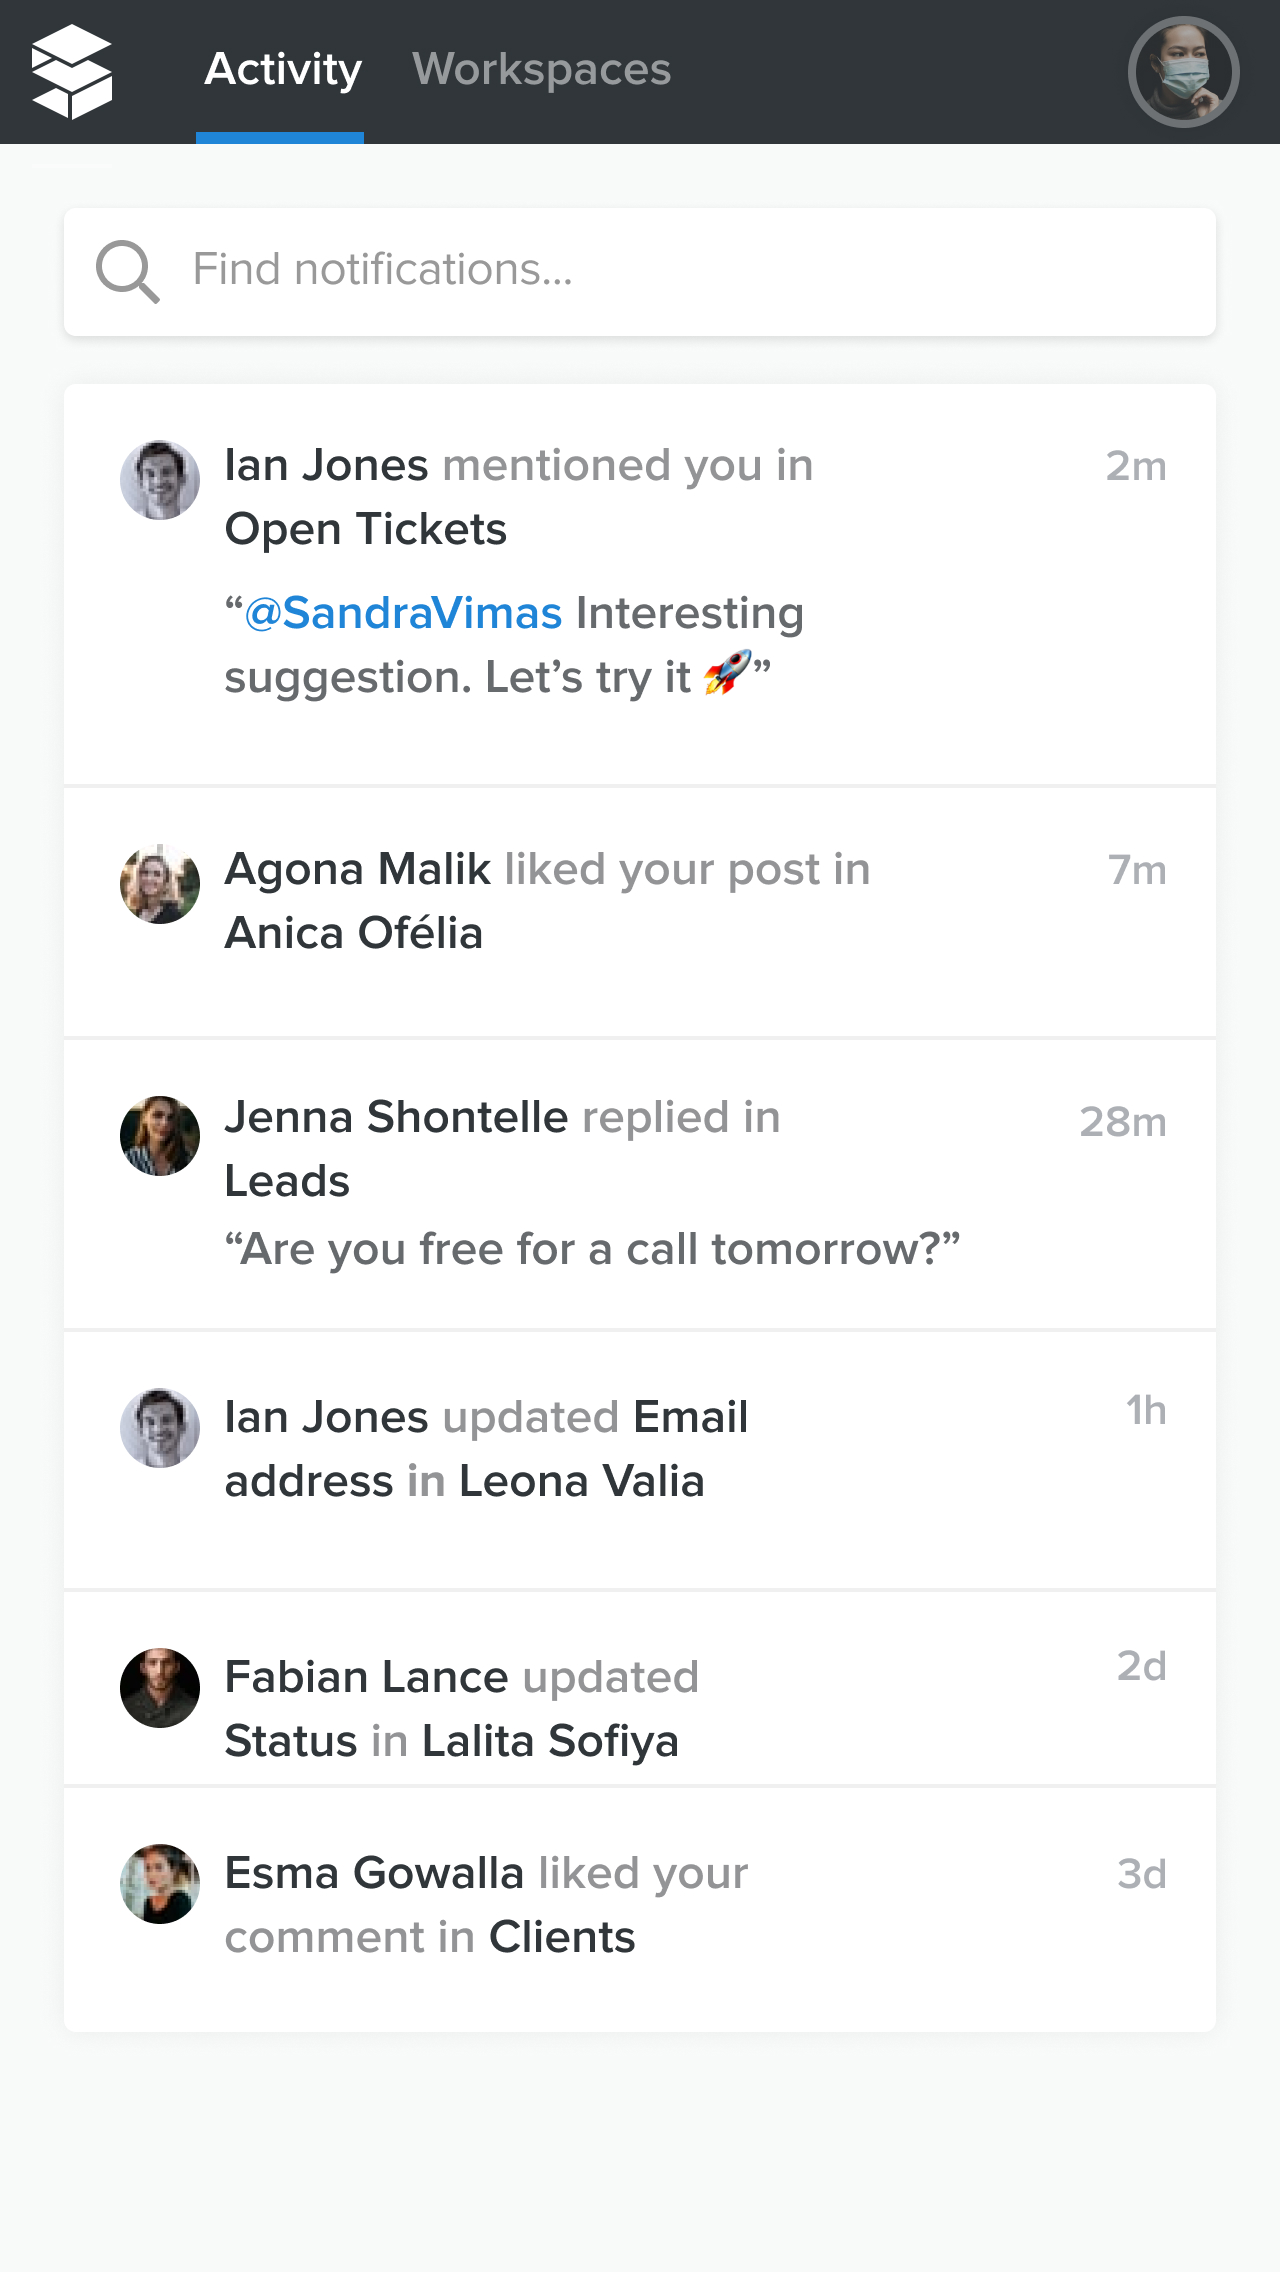 Activity Workspaces
Find notifications...
Ian Jones mentioned you in 2m
Open Tickets
“@SandraVimas Interesting
suggestion. Let’s try it 🚀”
Agona Malik liked your post in 7m
Anica Ofélia
Jenna Shontelle replied in 28m
Leads
“Are you free for a call tomorrow?”
Ian Jones updated Email 1h
address in Leona Valia
Fabian Lance updated 2d
Status in Lalita Sofiya
Esma Gowalla liked your 3d
comment in Clients